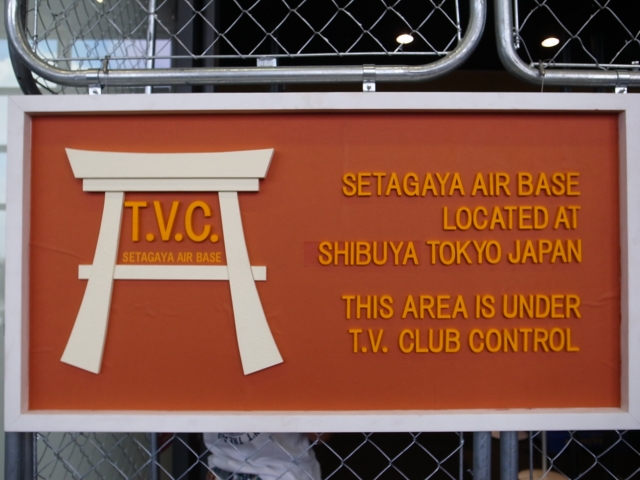 T.V.C.
SETAGAYA AIR BASE
SETAGAYA AIR BASE
LOCATED AT
SHIBUYA TOKYO JAPAN
THIS AREA IS UNDER
T.V. CLUB CONTROL